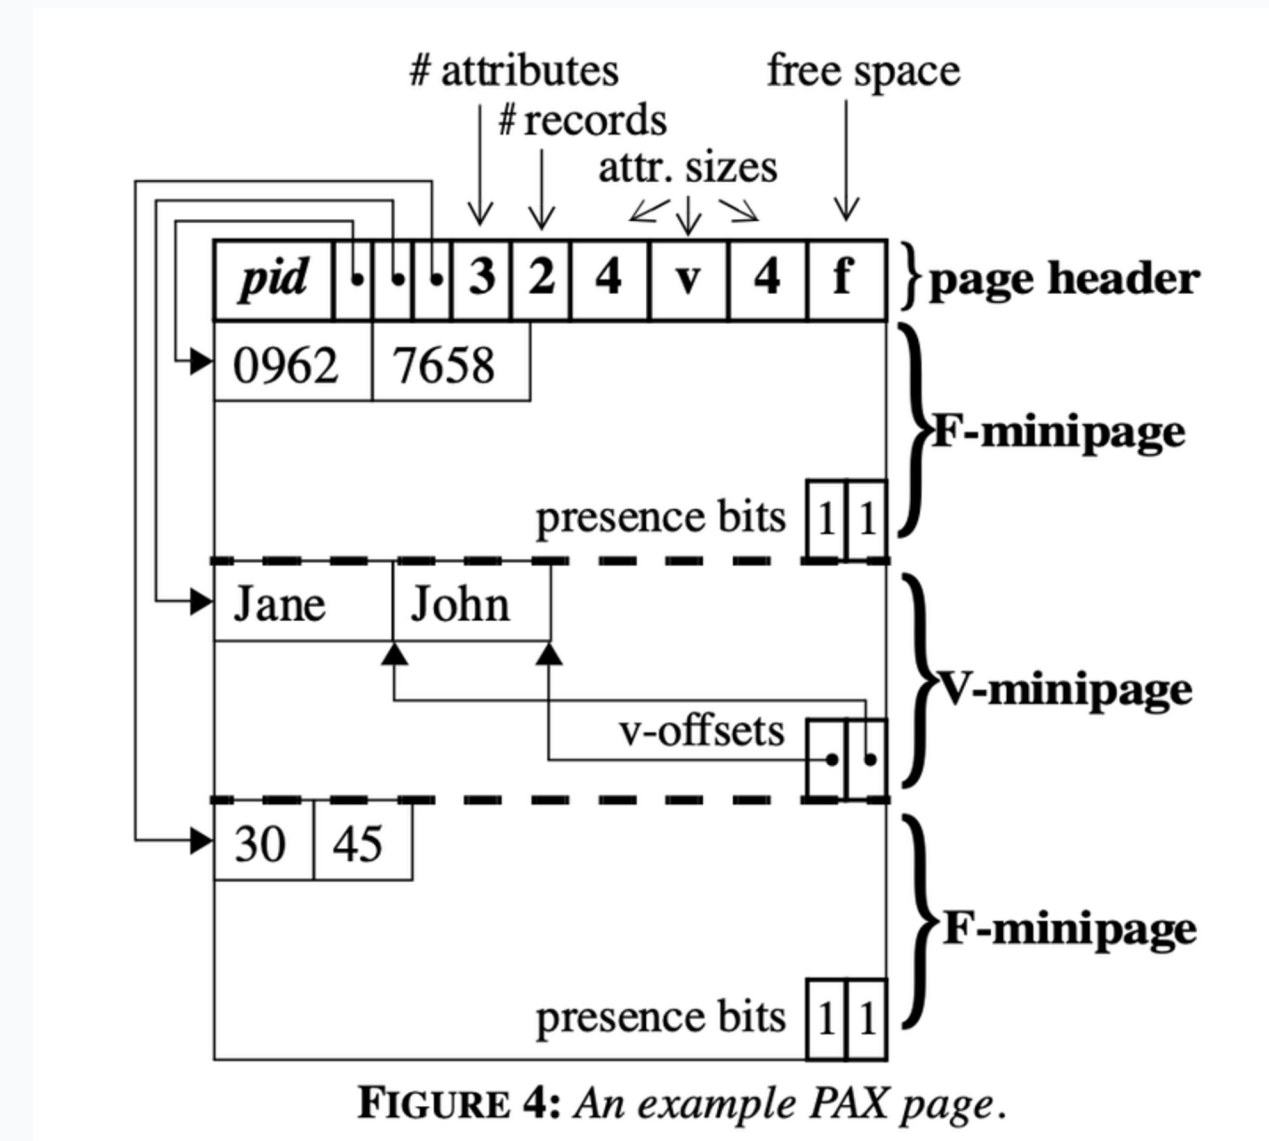 # attributes
free space
# records
attr. sizes
pid • • • 3 2 4 v 4 f } page header
0962 7658
F-minipage
presence bits 1 1
Jane John
V-minipage
v-offsets
30 45
F-minipage
presence bits 1 1
FIGURE 4: An example PAX page.